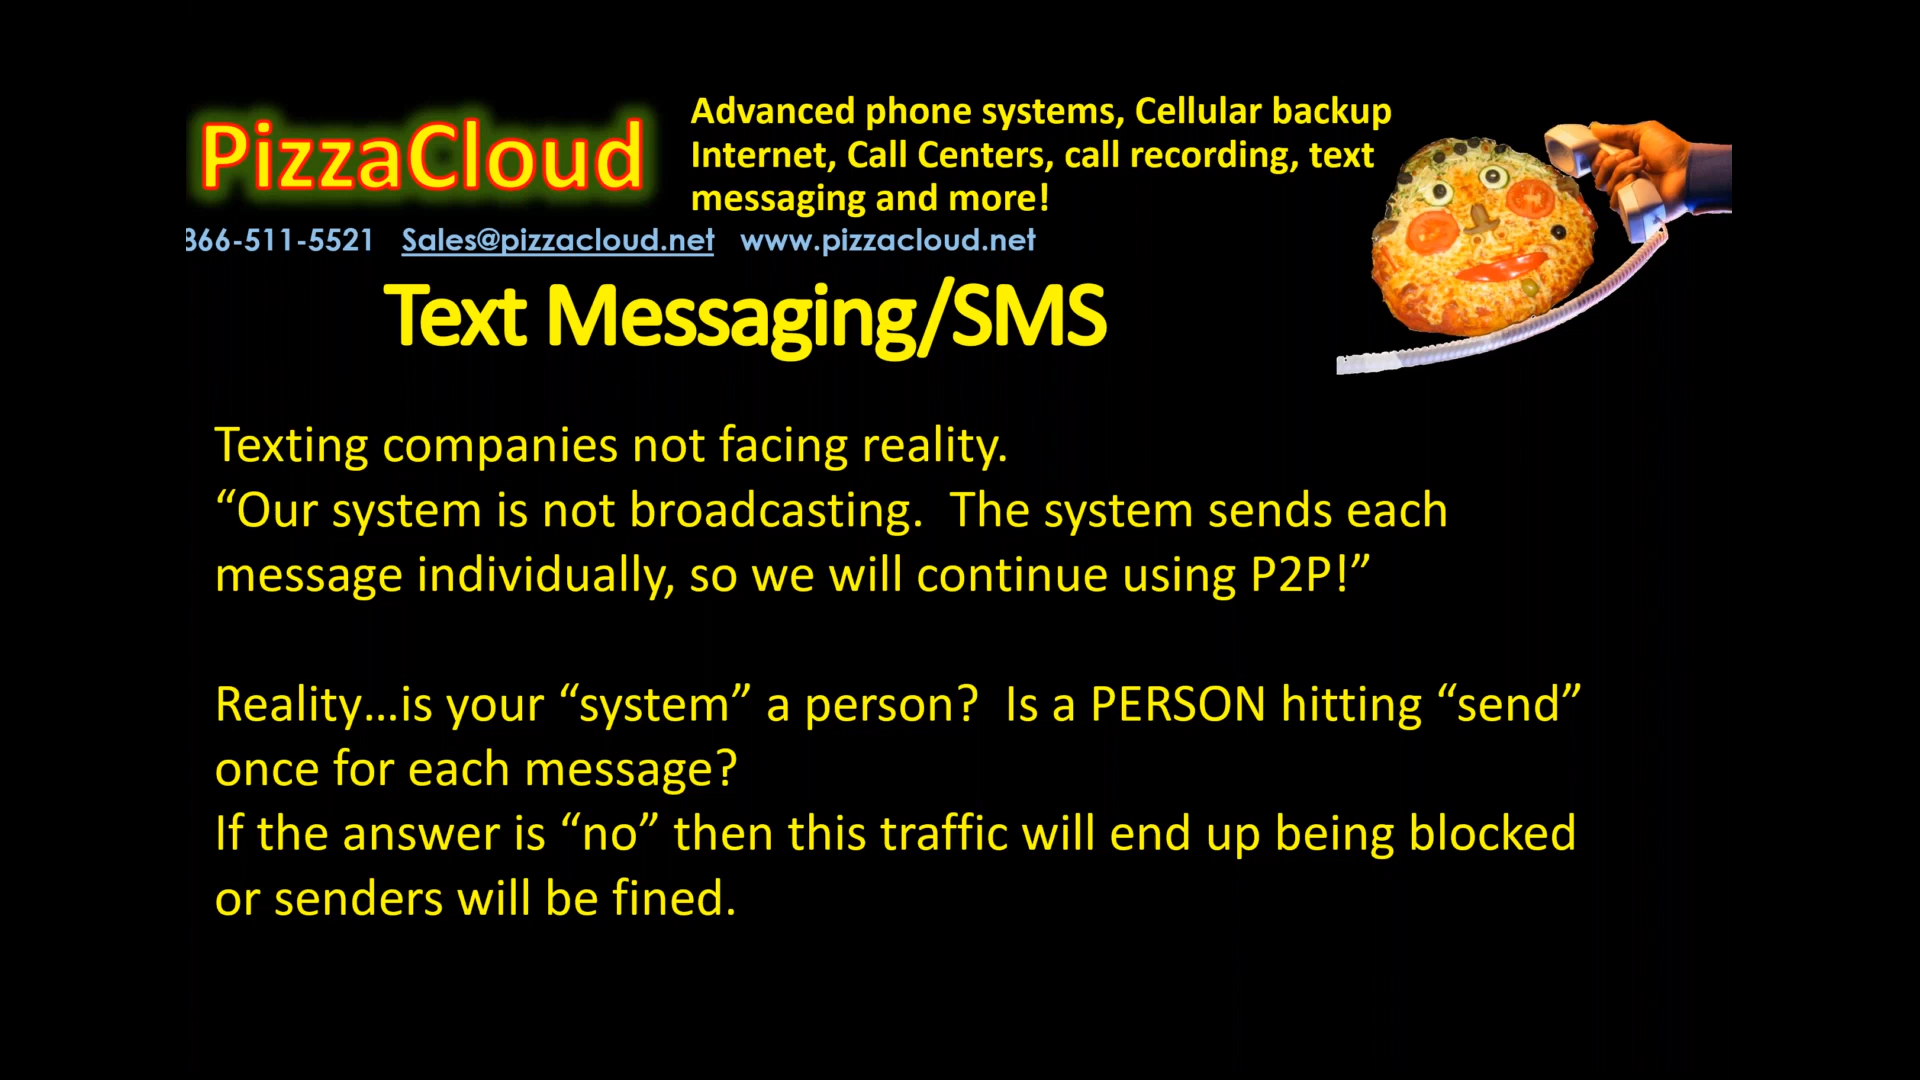 PizzaCloud
Advanced phone systems, Cellular backup
Internet, Call Centers, call recording, text
messaging and more!
866-511-5521 Sales@pizzacloud.net www.pizzacloud.net
Text Messaging/SMS
Texting companies not facing reality.
“Our system is not broadcasting. The system sends each
message individually, so we will continue using P2P!”
Reality...is your “system” a person? Is a PERSON hitting “send”
once for each message?
If the answer is “no” then this traffic will end up being blocked
or senders will be fined.